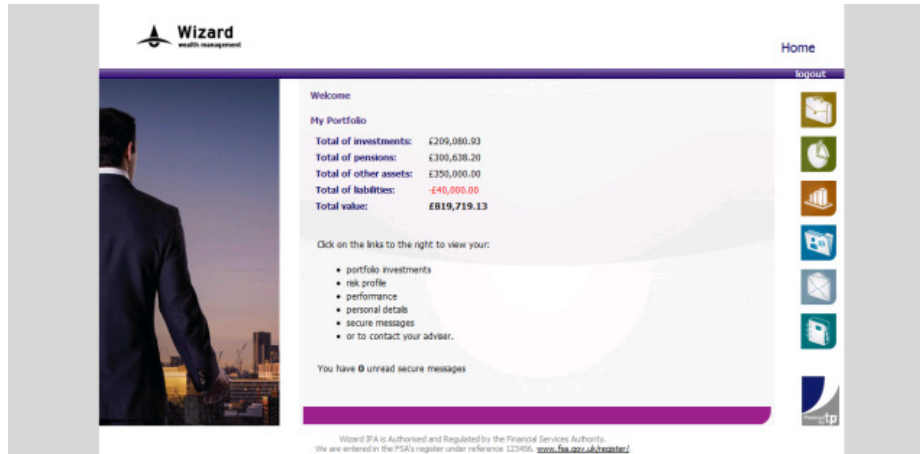 Wizard
wealth management
Home
logout
Welcome
My Portfolio
Total of investments: £209,080.93
Total of pensions: £300,638.20
Total of other assets: £350,000.00
Total of liabilities: -£40,000.00
Total value: £819,719.13
Click on the links to the right to view your:
• portfolio investments
• risk profile
• performance
• personal details
• secure messages
• or to contact your adviser.
You have 0 unread secure messages
Powered by tp
Wizard IFA is Authorised and Regulated by the Financial Services Authority.
We are entered in the FSA's register under reference 123456. www.fsa.gov.uk/register/